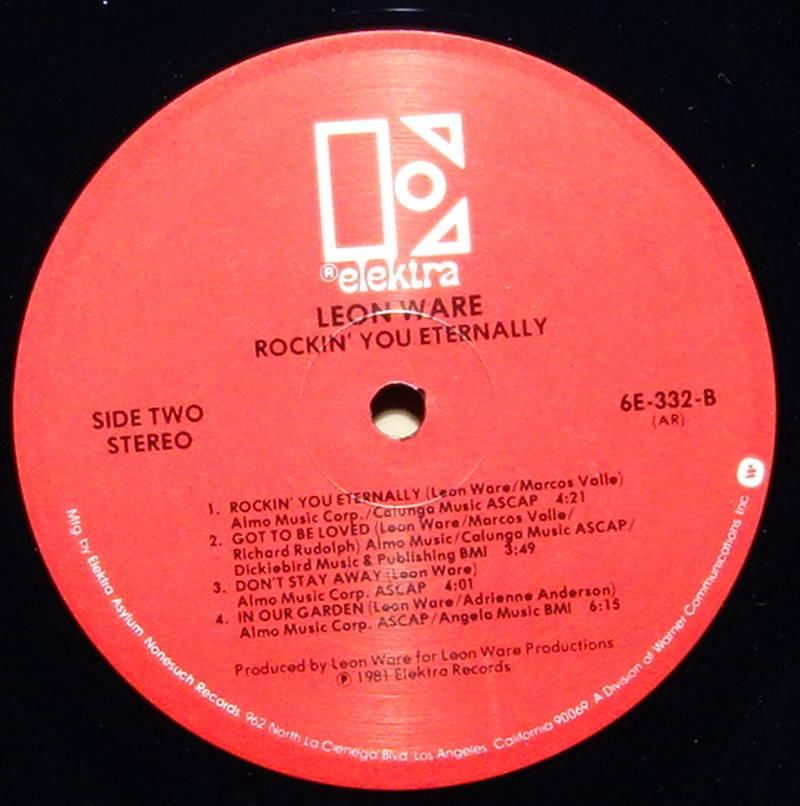 ® elektra
LEON WARE
ROCKIN' YOU ETERNALLY
SIDE TWO
STEREO
6E-332-B
(AR)
1. ROCKIN' YOU ETERNALLY (Leon Ware/Marcos Valle)
Almo Music Corp./Calunga Music ASCAP 4:21
2. GOT TO BE LOVED (Leon Ware/Marcos Valle/
Richard Rudolph) Almo Music/Calunga Music ASCAP/
Dickiebird Music & Publishing BMI 3:49
3. DON'T STAY AWAY (Leon Ware)
Almo Music Corp. ASCAP 4:01
4. IN OUR GARDEN (Leon Ware/Adrienne Anderson)
Almo Music Corp. ASCAP/Angela Music BMI 6:15
Produced by Leon Ware for Leon Ware Productions
℗ 1981 Elektra Records
Mfg. by Elektra Asylum Nonesuch Records, 962 North La Cienega Blvd. Los Angeles, California 90069. A Division of Warner Communications Inc